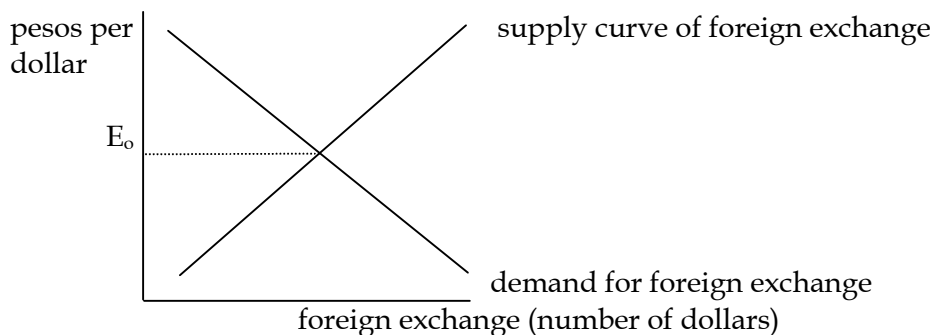 pesos per
dollar
supply curve of foreign exchange
Eo
demand for foreign exchange
foreign exchange (number of dollars)